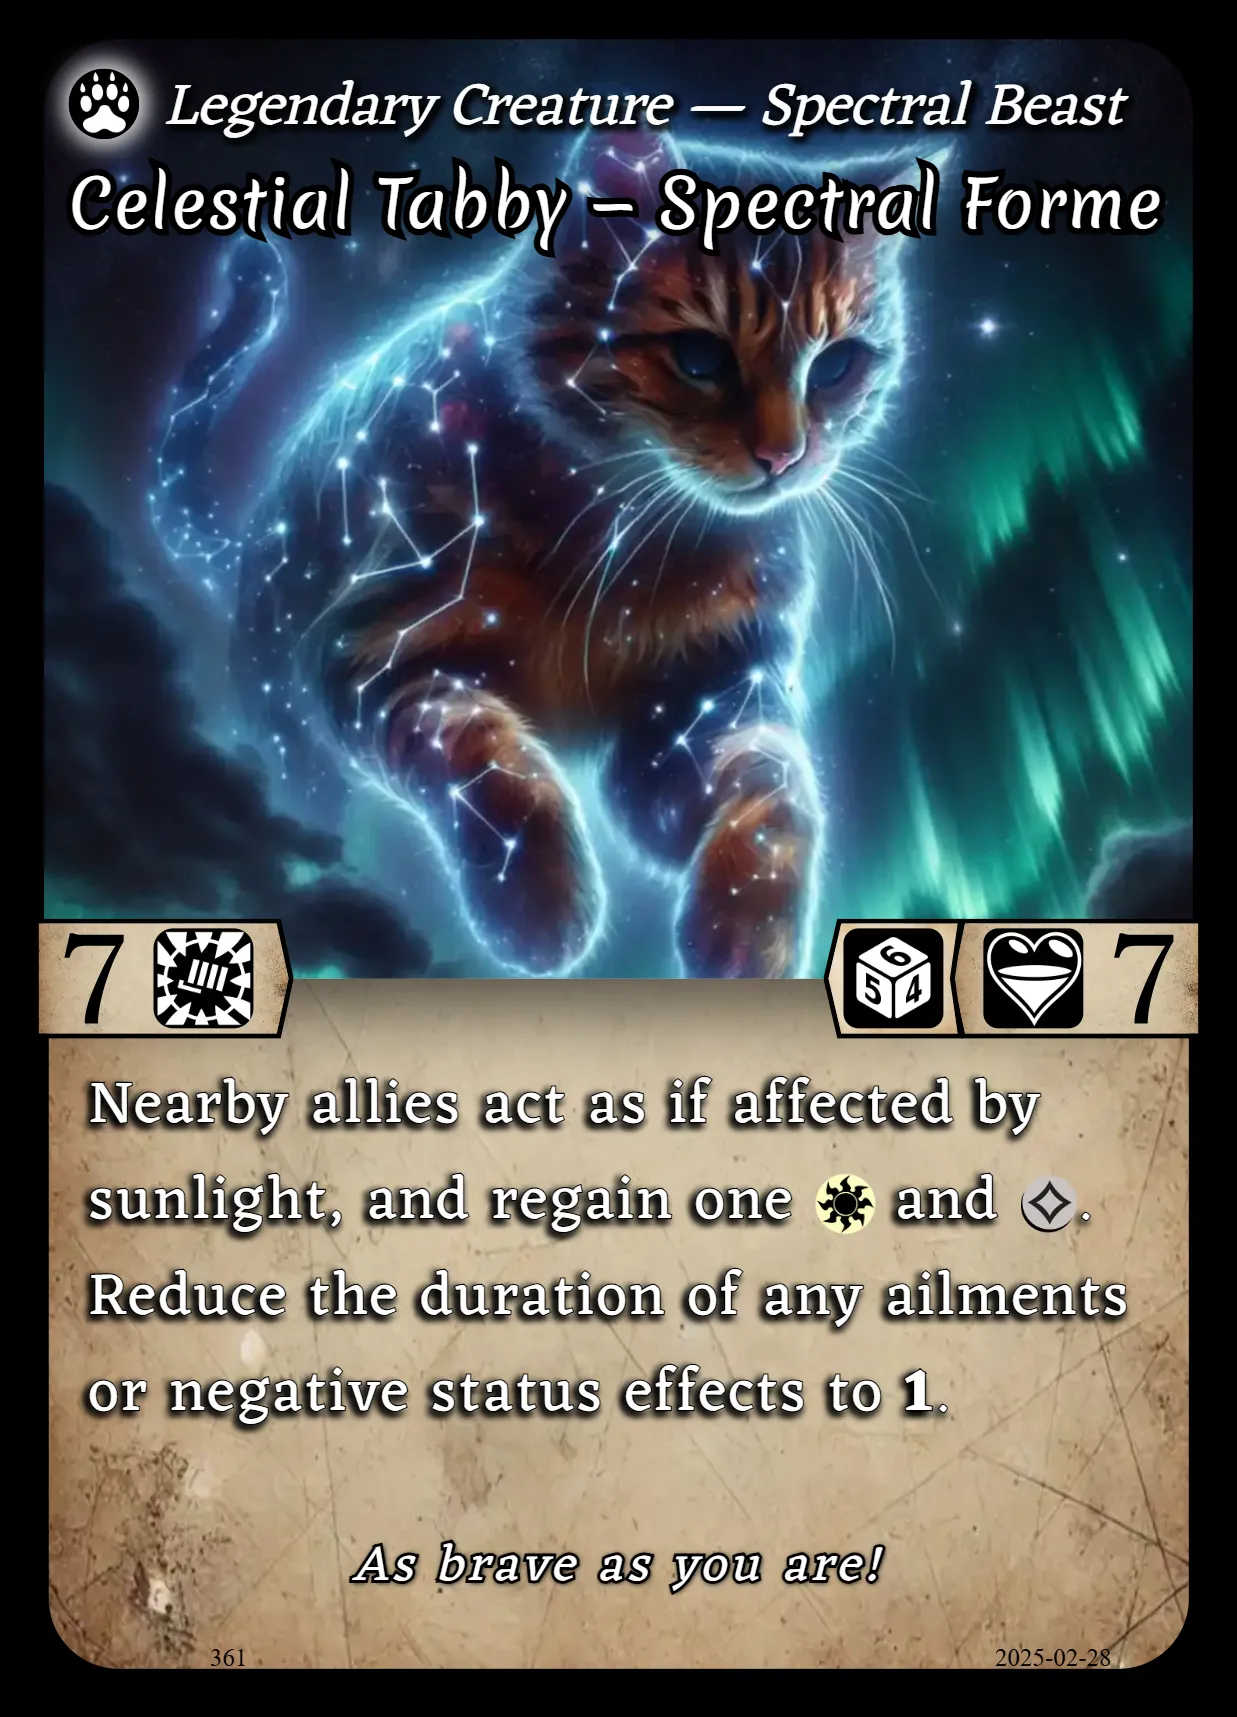 Legendary Creature — Spectral Beast
Celestial Tabby – Spectral Forme
7
6
5 4
7
Nearby allies act as if affected by
sunlight, and regain one and .
Reduce the duration of any ailments
or negative status effects to 1.
As brave as you are!
361
2025-02-28